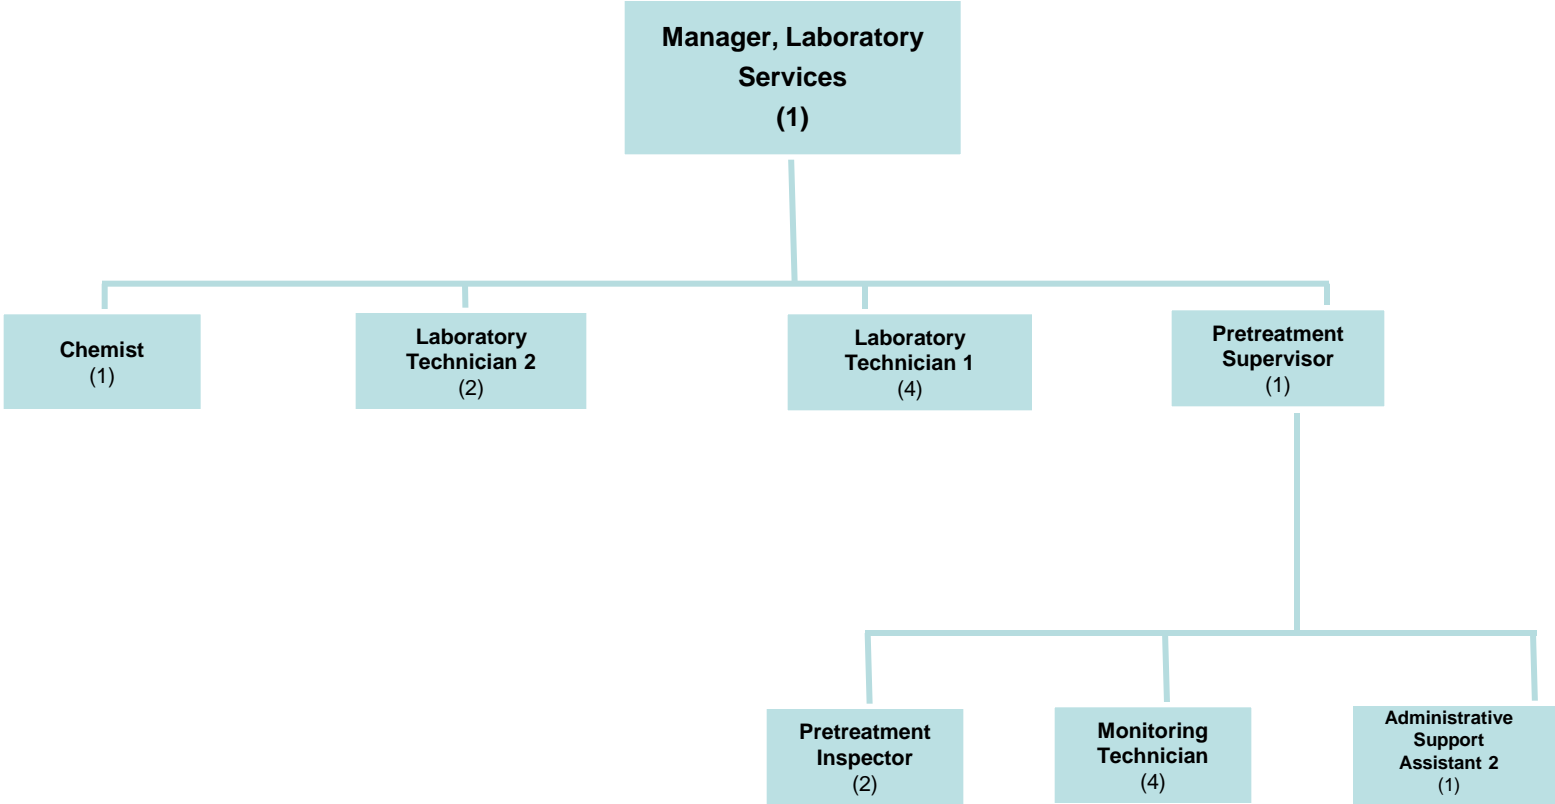 Manager, Laboratory
Services
(1)
Chemist
(1)
Laboratory
Technician 2
(2)
Laboratory
Technician 1
(4)
Pretreatment
Supervisor
(1)
Pretreatment
Inspector
(2)
Monitoring
Technician
(4)
Administrative
Support
Assistant 2
(1)